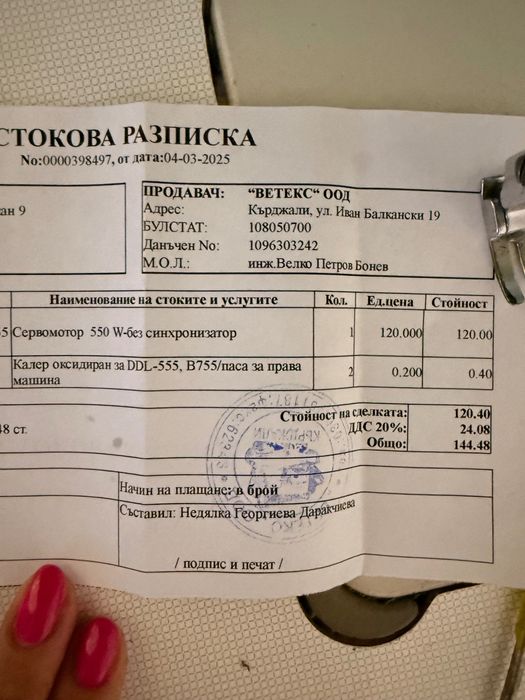 СТОКОВА РАЗПИСКА
No:0000398497, от дата:04-03-2025
ПРОДАВАЧ: "ВЕТЕКС" ООД
Адрес: Кърджали, ул. Иван Балкански 19
БУЛСТАТ: 108050700
Данъчен No: 1096303242
М.О.Л.: инж.Велко Петров Бонев
ан 9
Наименование на стоките и услугите Кол. Ед.цена Стойност
5 Сервомотор 550 W-без синхронизатор 1 120.000 120.00
Калер оксидиран за DDL-555, B755/паса за права
машина 2 0.200 0.40
Стойност на сделката: 120.40
48 ст. ДДС 20%: 24.08
Общо: 144.48
Начин на плащане: в брой
Съставил: Недялка Георгиева Даракчиева
/ подпис и печат /
КЪРДЖАЛИ